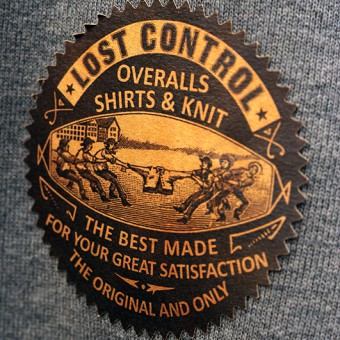 LOST CONTROL
OVERALLS
SHIRTS & KNIT
THE BEST MADE
FOR YOUR GREAT SATISFACTION
THE ORIGINAL AND ONLY